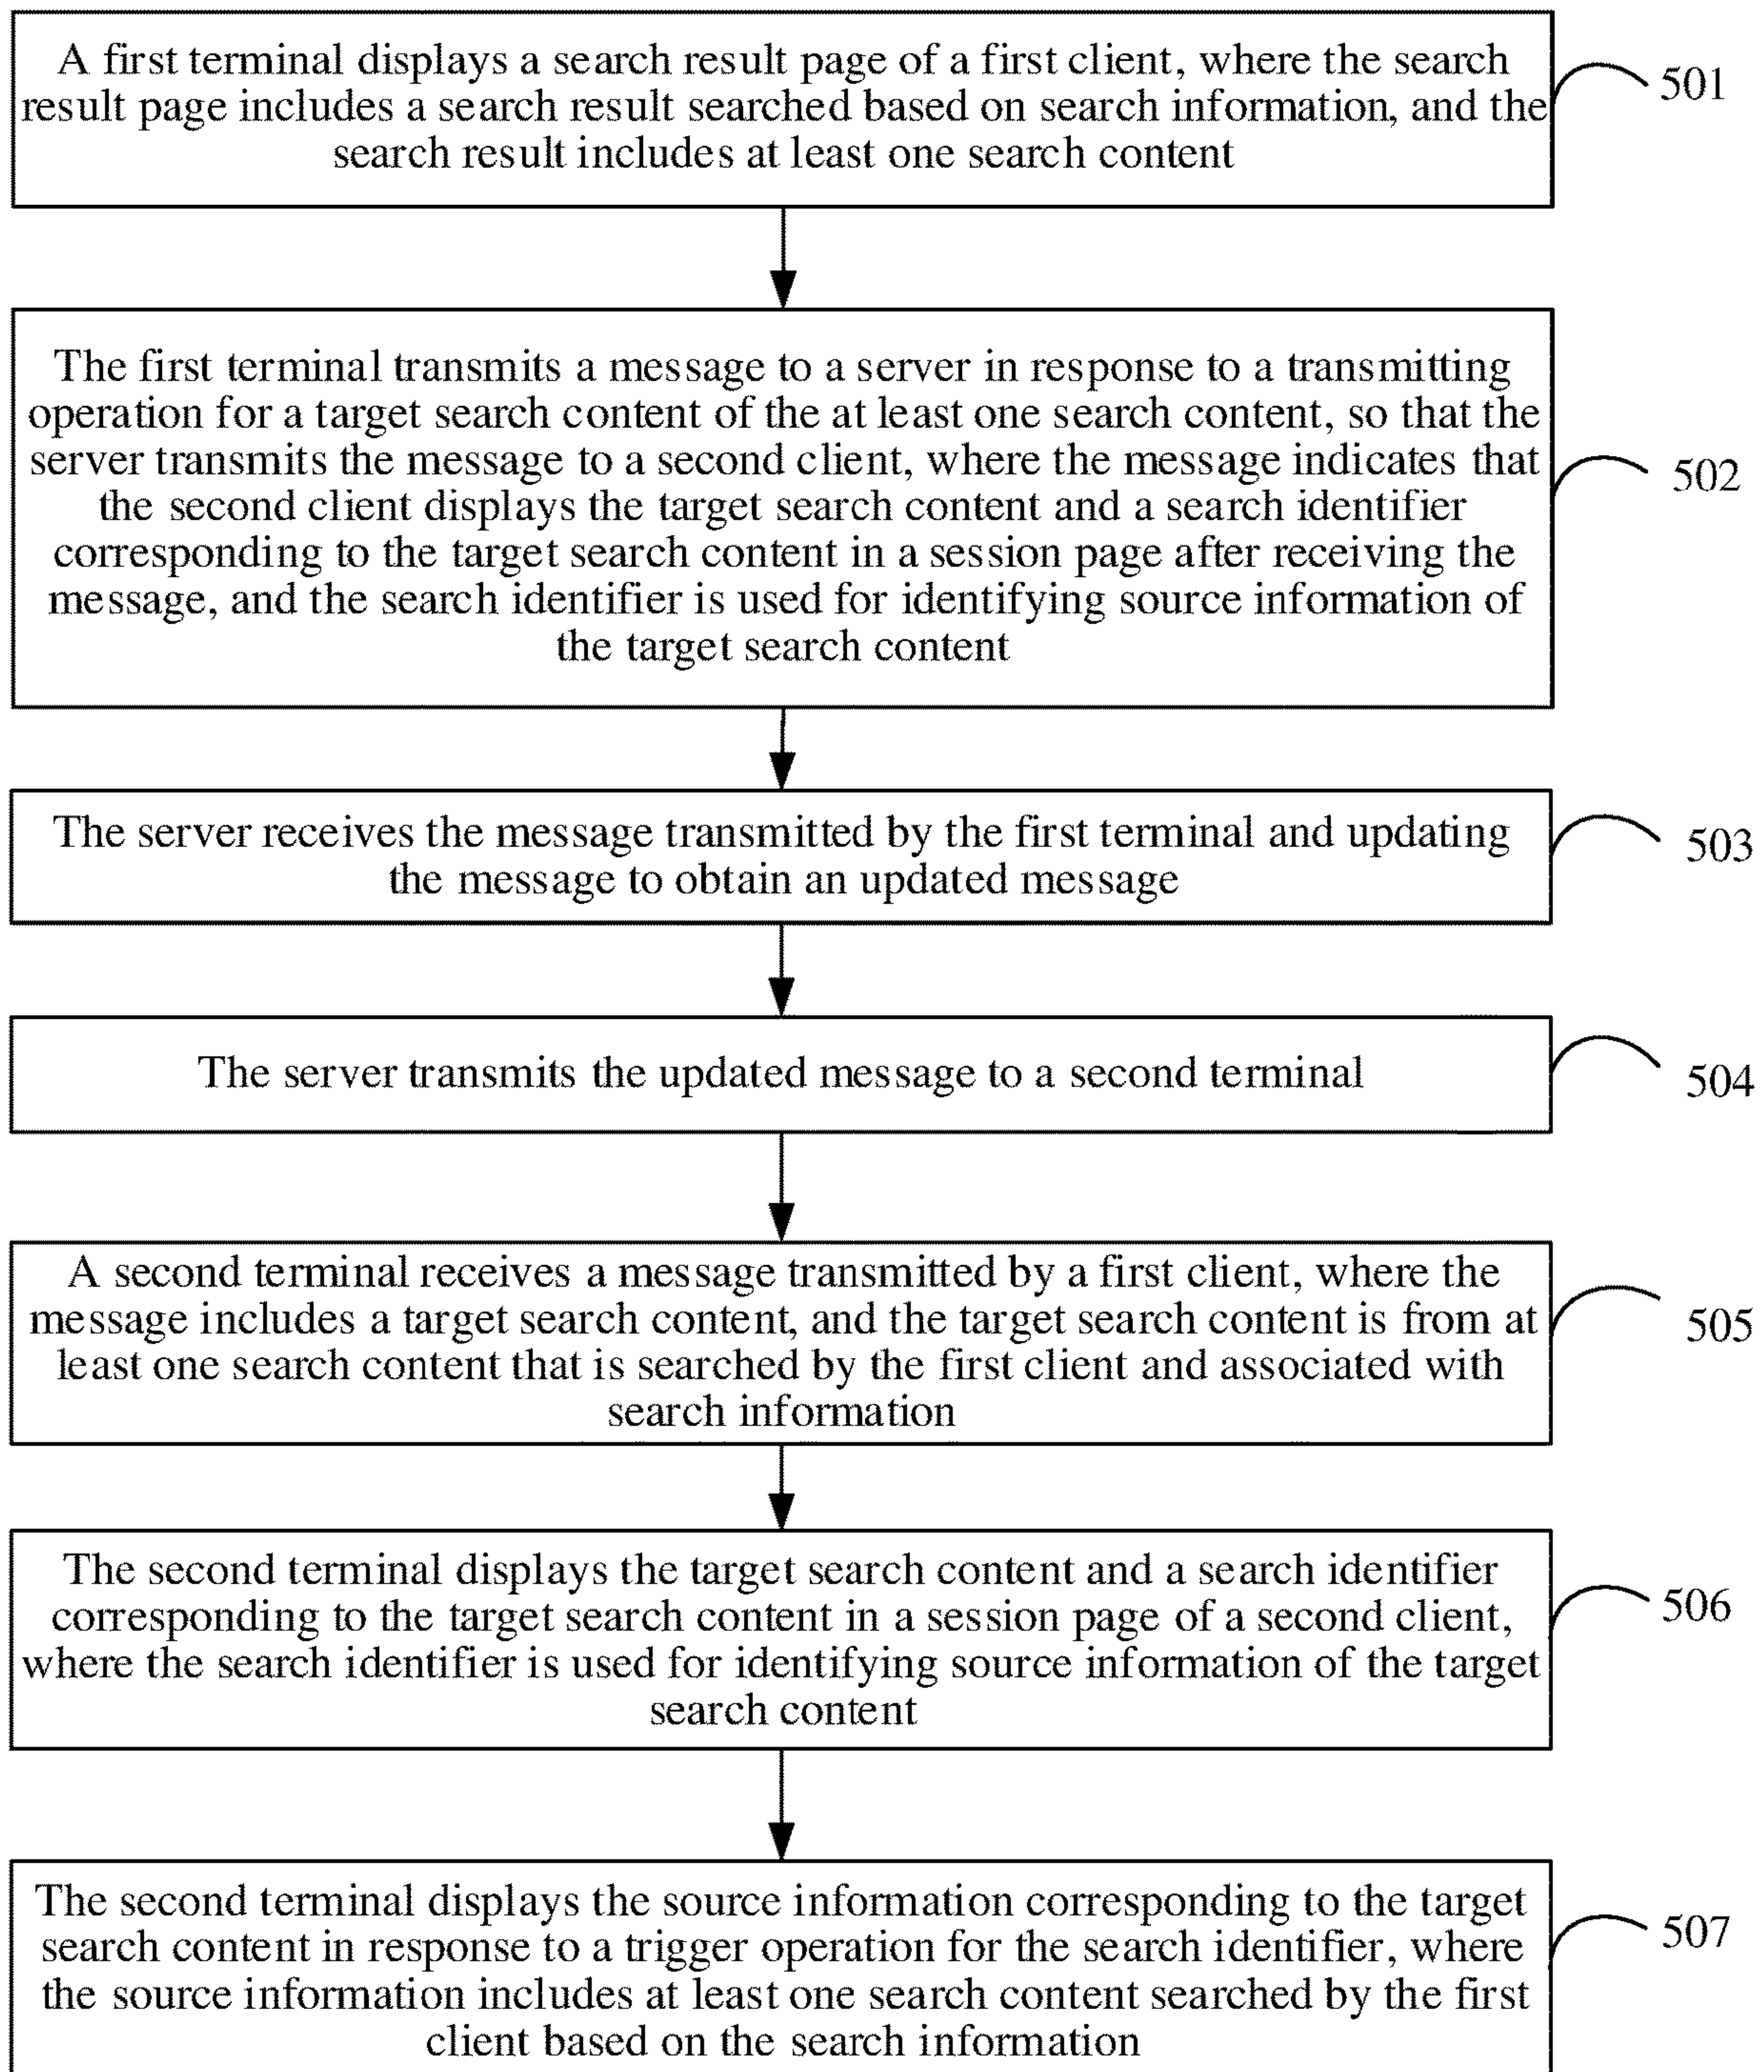 A first terminal displays a search result page of a first client, where the search
result page includes a search result searched based on search information, and the
search result includes at least one search content
501
The first terminal transmits a message to a server in response to a transmitting
operation for a target search content of the at least one search content, so that the
server transmits the message to a second client, where the message indicates that
the second client displays the target search content and a search identifier
corresponding to the target search content in a session page after receiving the
message, and the search identifier is used for identifying source information of
the target search content
502
The server receives the message transmitted by the first terminal and updating
the message to obtain an updated message
503
The server transmits the updated message to a second terminal
504
A second terminal receives a message transmitted by a first client, where the
message includes a target search content, and the target search content is from at
least one search content that is searched by the first client and associated with
search information
505
The second terminal displays the target search content and a search identifier
corresponding to the target search content in a session page of a second client,
where the search identifier is used for identifying source information of the target
search content
506
The second terminal displays the source information corresponding to the target
search content in response to a trigger operation for the search identifier, where
the source information includes at least one search content searched by the first
client based on the search information
507